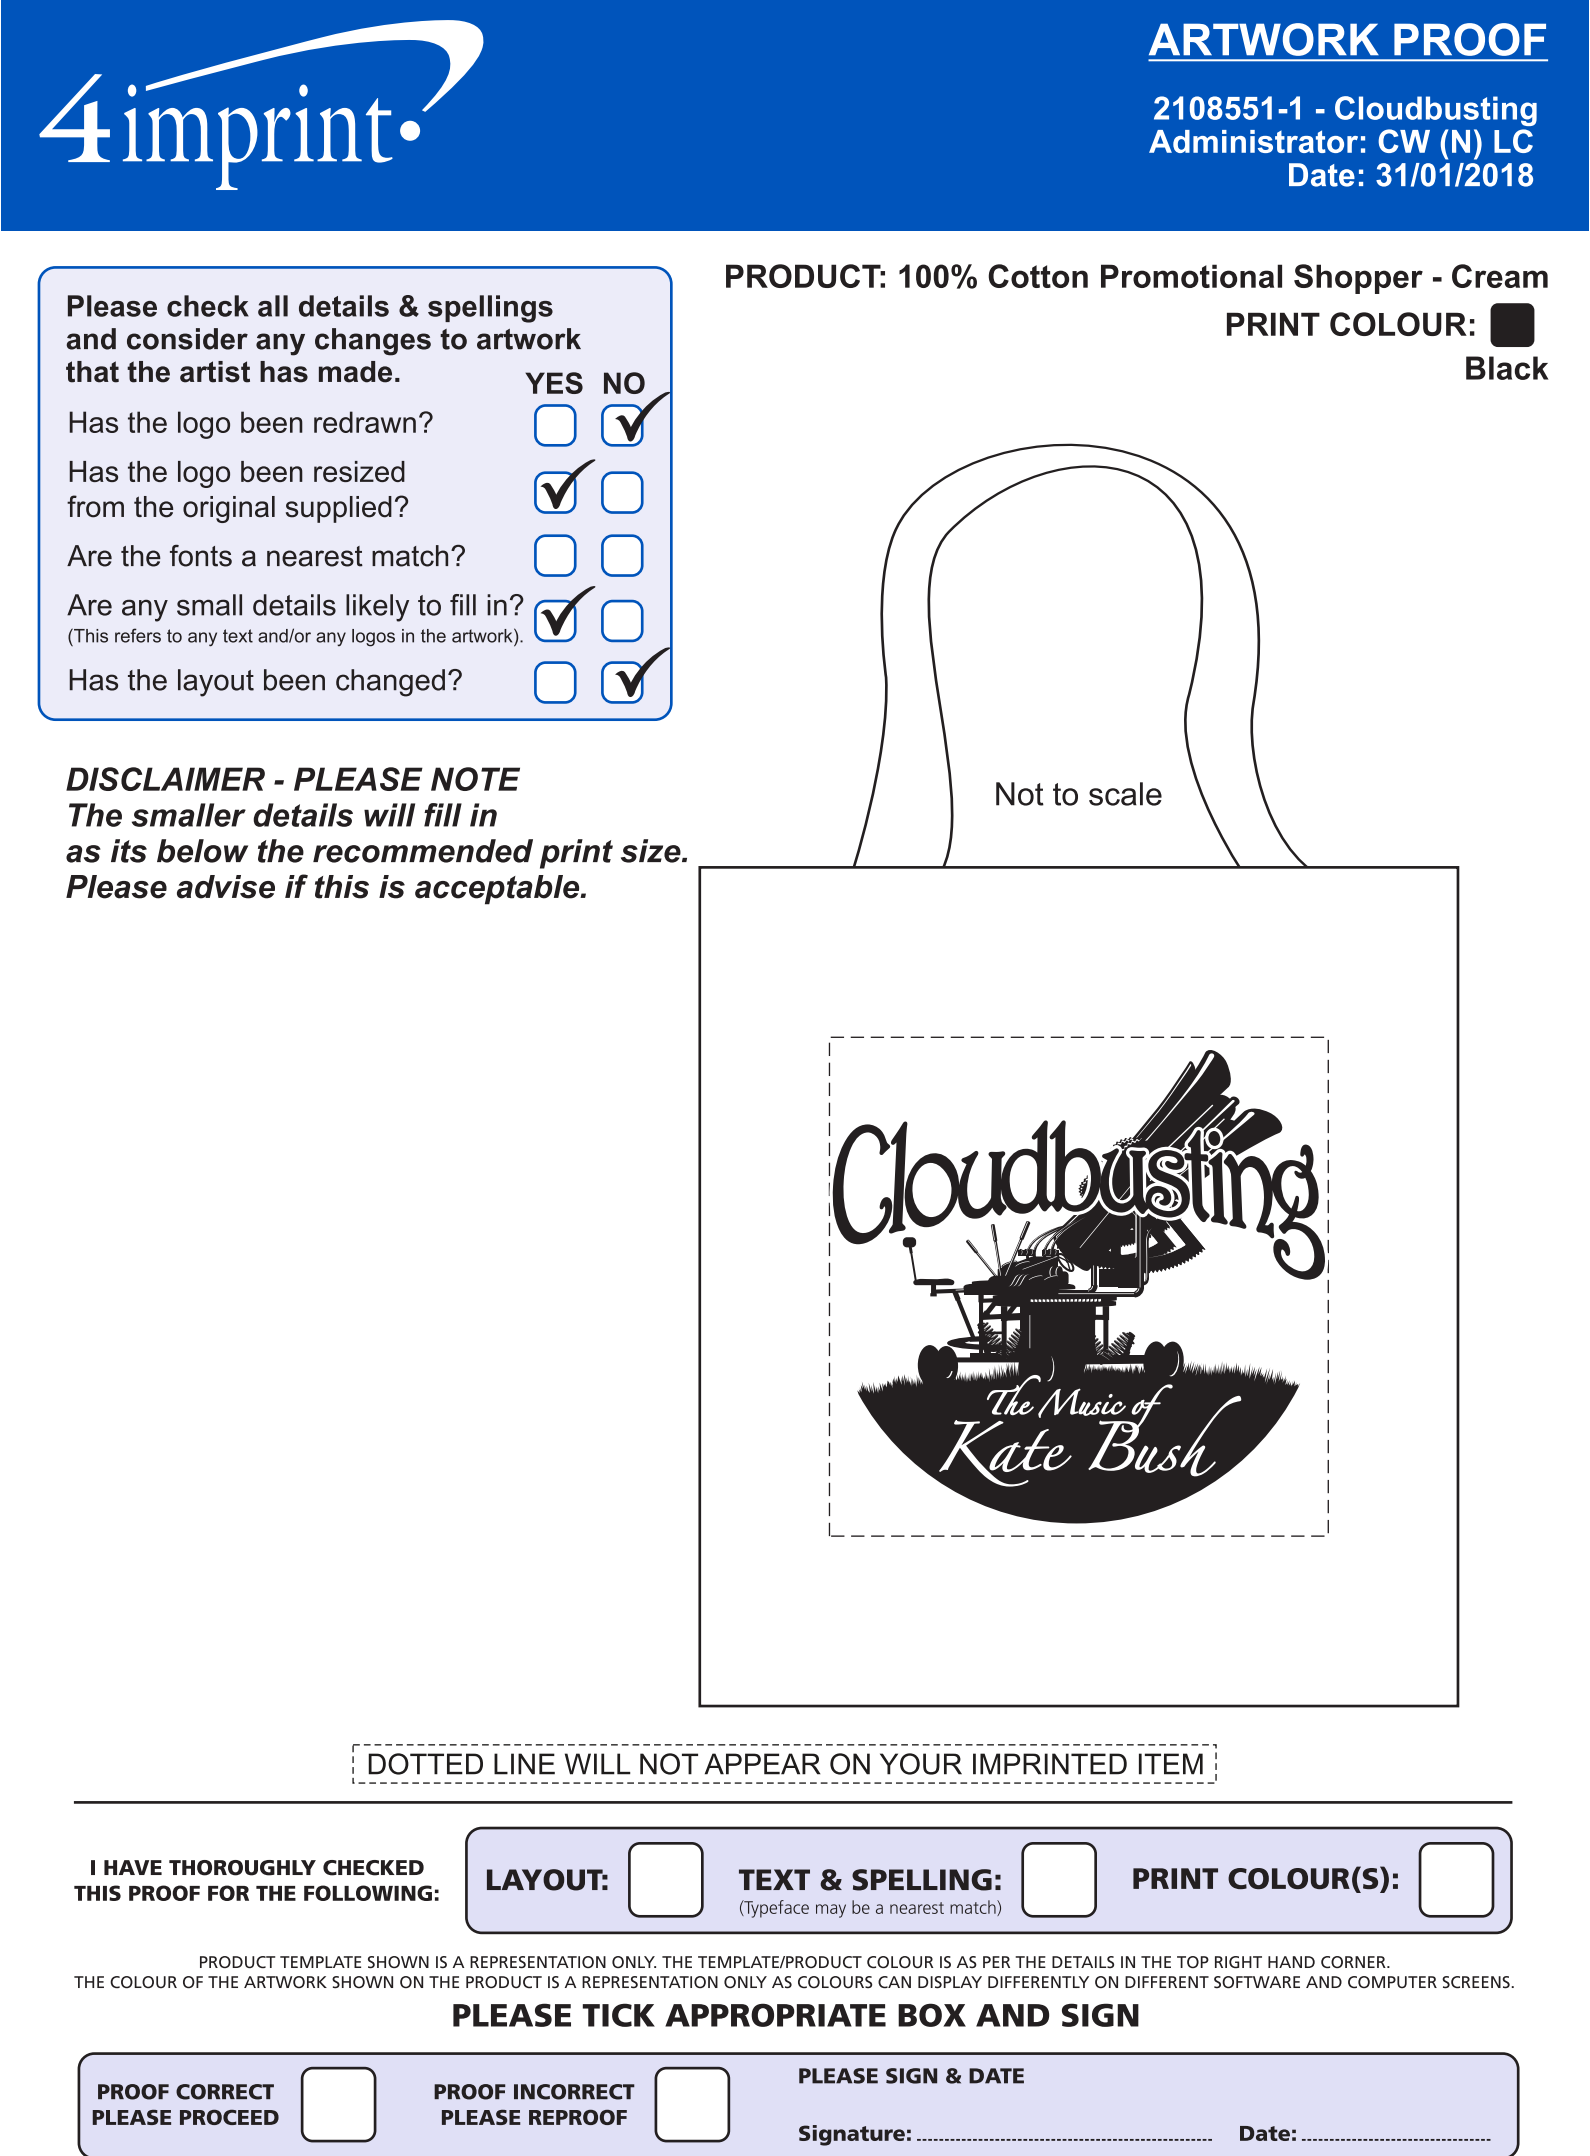 4imprint
ARTWORK PROOF
2108551-1 - Cloudbusting
Administrator: CW (N) LC
Date: 31/01/2018
Please check all details & spellings
and consider any changes to artwork
that the artist has made.
YES NO
Has the logo been redrawn?
Has the logo been resized
from the original supplied?
Are the fonts a nearest match?
Are any small details likely to fill in?
(This refers to any text and/or any logos in the artwork).
Has the layout been changed?
PRODUCT: 100% Cotton Promotional Shopper - Cream
PRINT COLOUR:
Black
DISCLAIMER - PLEASE NOTE
The smaller details will fill in
as its below the recommended print size.
Please advise if this is acceptable.
Not to scale
Cloudbusting
The Music of
Kate Bush
DOTTED LINE WILL NOT APPEAR ON YOUR IMPRINTED ITEM
I HAVE THOROUGHLY CHECKED
THIS PROOF FOR THE FOLLOWING:
LAYOUT:
TEXT & SPELLING:
(Typeface may be a nearest match)
PRINT COLOUR(S):
PRODUCT TEMPLATE SHOWN IS A REPRESENTATION ONLY. THE TEMPLATE/PRODUCT COLOUR IS AS PER THE DETAILS IN THE TOP RIGHT HAND CORNER.
THE COLOUR OF THE ARTWORK SHOWN ON THE PRODUCT IS A REPRESENTATION ONLY AS COLOURS CAN DISPLAY DIFFERENTLY ON DIFFERENT SOFTWARE AND COMPUTER SCREENS.
PLEASE TICK APPROPRIATE BOX AND SIGN
PROOF CORRECT
PLEASE PROCEED
PROOF INCORRECT
PLEASE REPROOF
PLEASE SIGN & DATE
Signature:
Date: